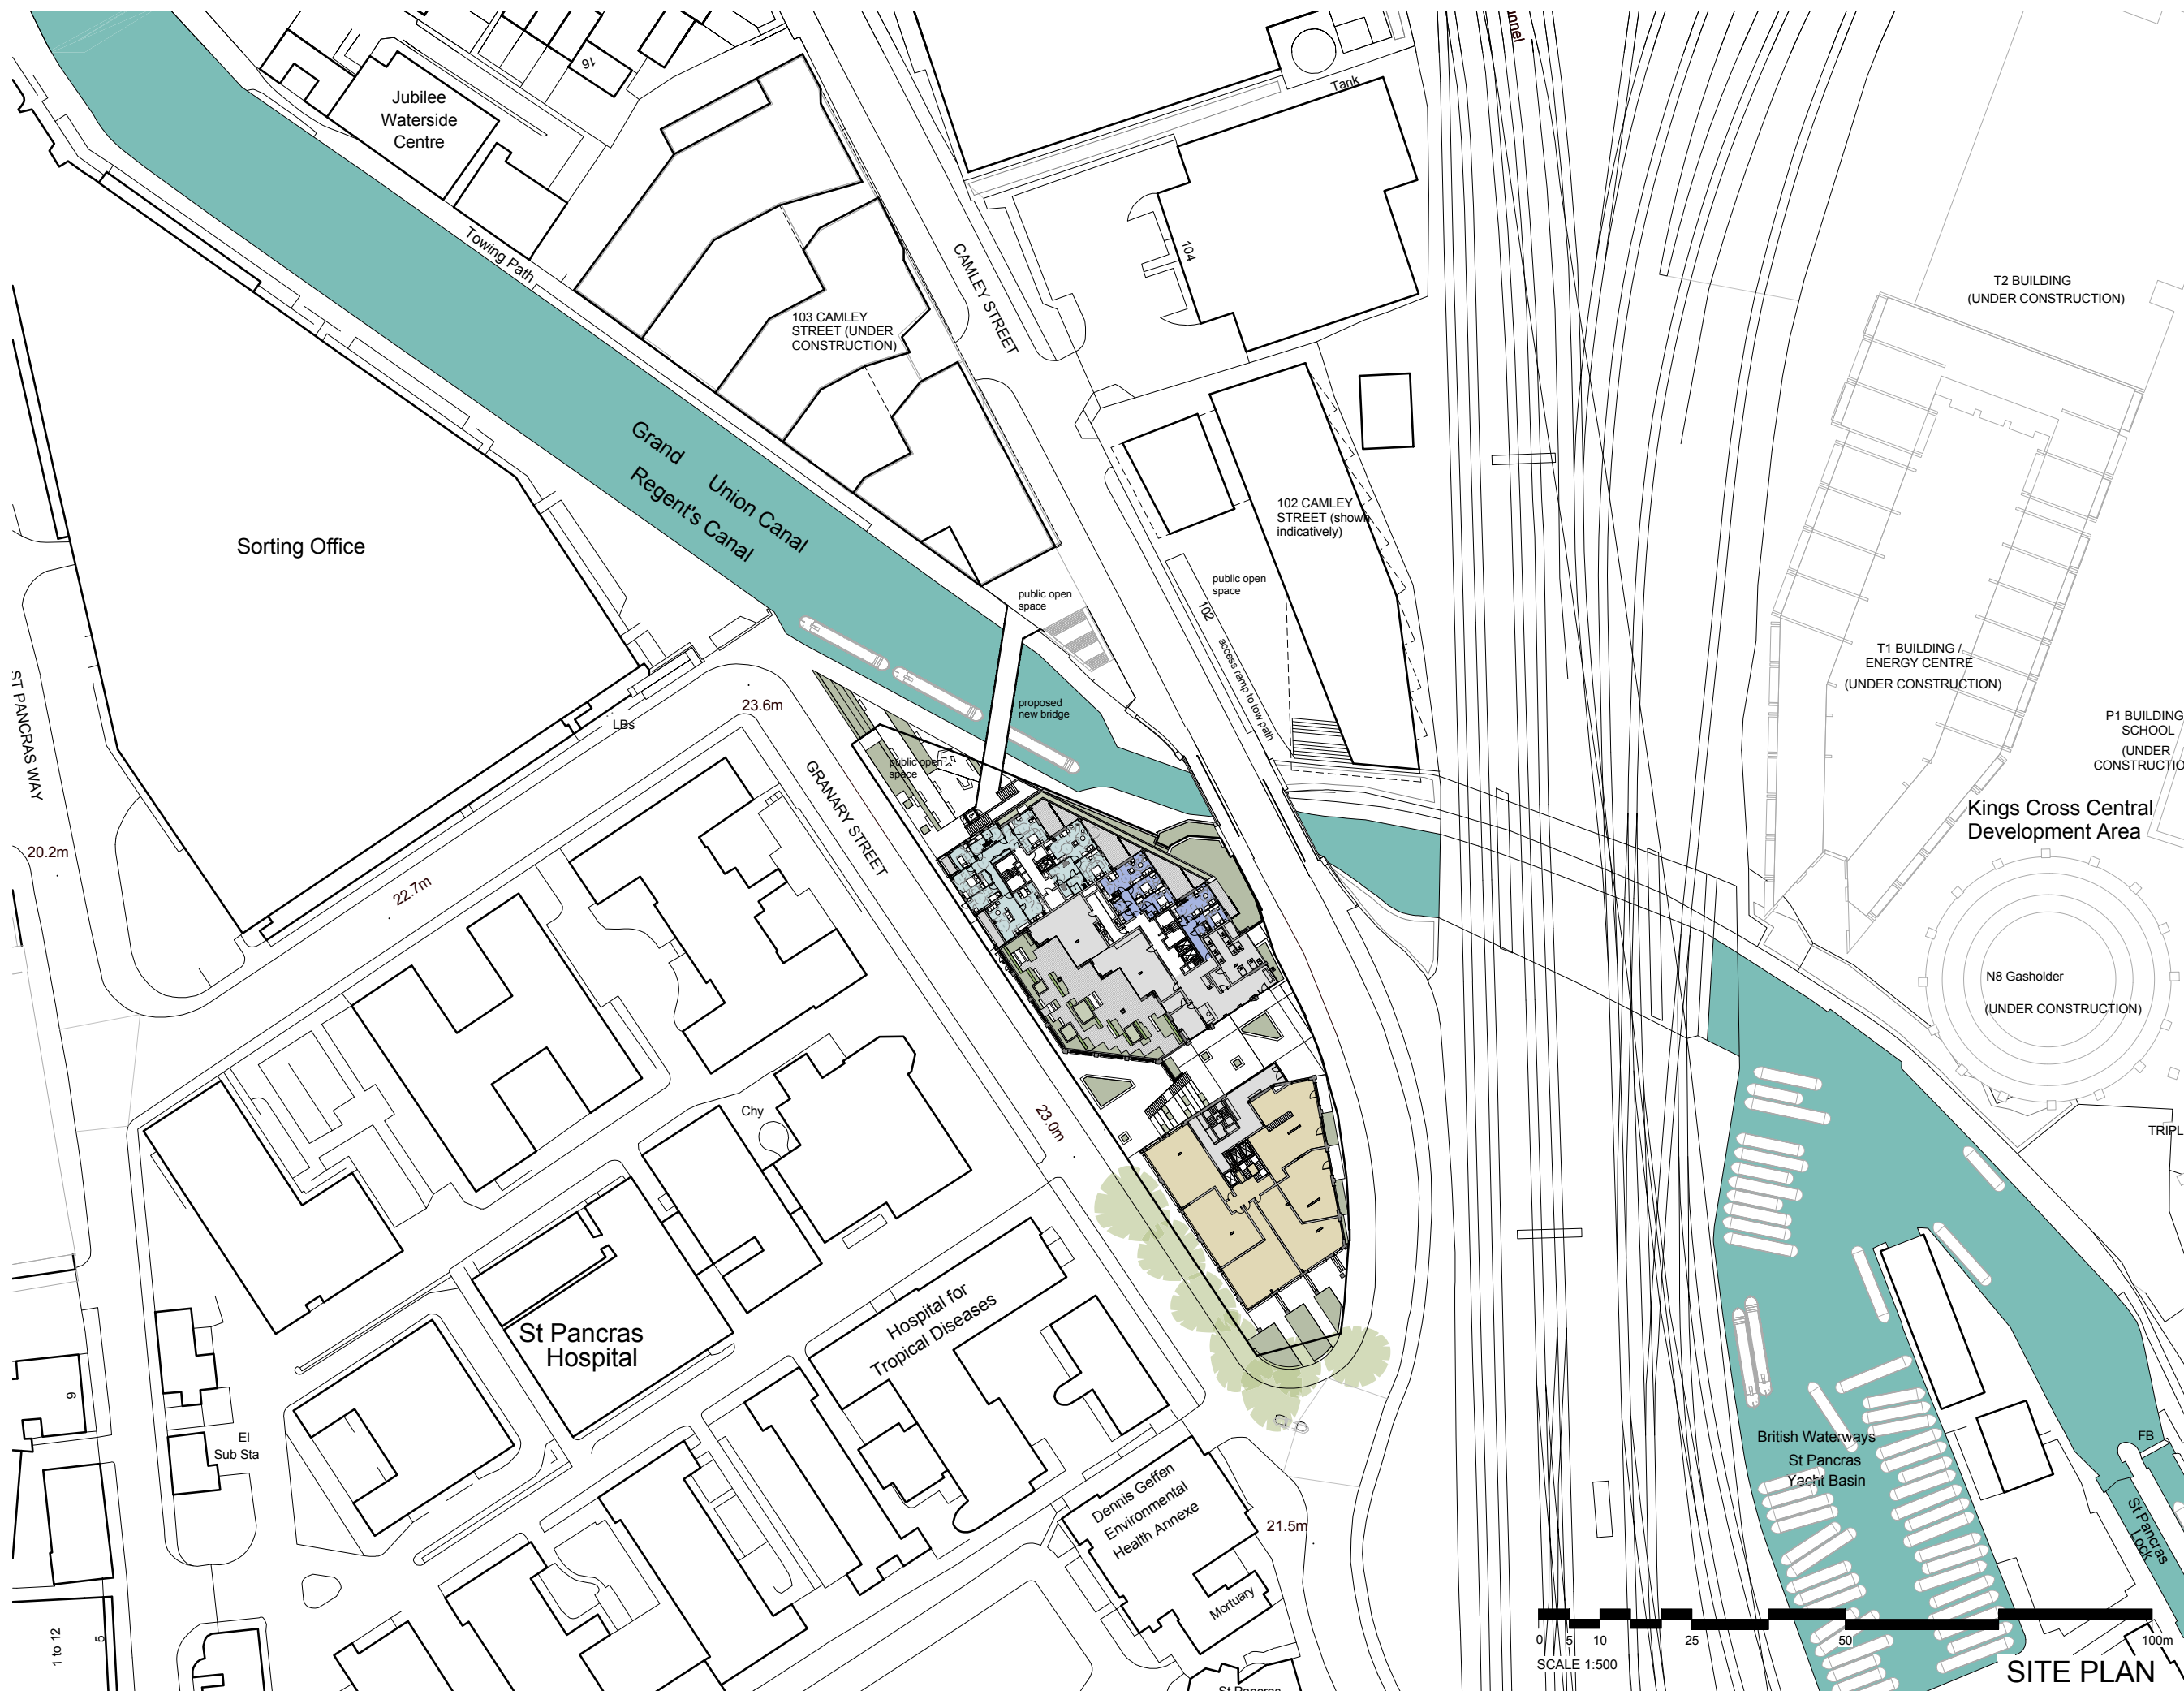 Jubilee
Waterside
Centre
16
Tank
Towing Path
CAMLEY STREET
104
103 CAMLEY
STREET (UNDER
CONSTRUCTION)
T2 BUILDING
(UNDER CONSTRUCTION)
Grand Union Canal
Regent's Canal
Sorting Office
102 CAMLEY
STREET (shown
indicatively)
public open
space
public open
space
102
access ramp to tow path
T1 BUILDING /
ENERGY CENTRE
(UNDER CONSTRUCTION)
P1 BUILDING
SCHOOL
(UNDER
CONSTRUCTIO
ST PANCRAS WAY
LBs
23.6m
proposed
new bridge
public open
space
GRANARY STREET
Kings Cross Central
Development Area
20.2m
22.7m
N8 Gasholder
(UNDER CONSTRUCTION)
Chy
23.0m
TRIPL
St Pancras
Hospital
Hospital for
Tropical Diseases
9
El
Sub Sta
British Waterways
St Pancras
Yacht Basin
FB
St Pancras
Lock
Dennis Geffen
Environmental
Health Annexe
21.5m
Mortuary
1 to 12
5
0 5 10 25 50 100m
SCALE 1:500
SITE PLAN
St Pancras